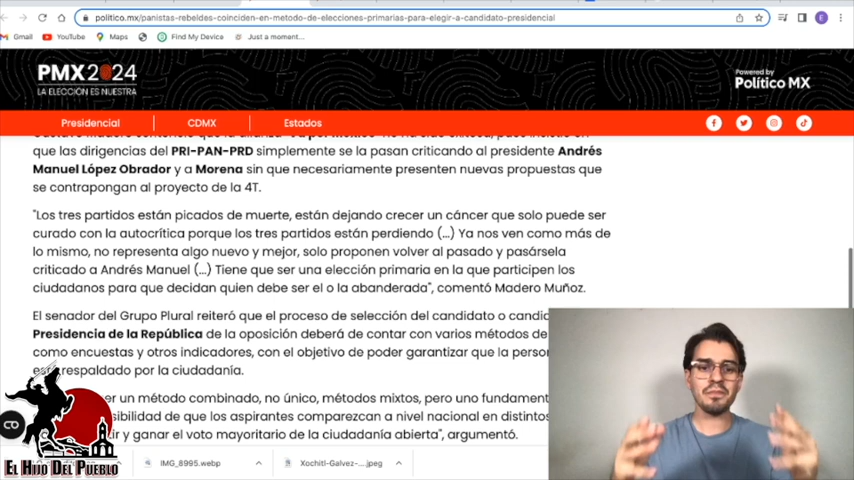 politico.mx/panistas-rebeldes-coinciden-en-metodo-de-elecciones-primarias-para-elegir-a-candidato-presidencial
E
Gmail YouTube Maps Find My Device Just a moment...
PMX2024
LA ELECCIÓN ES NUESTRA
Powered by
Político MX
Presidencial CDMX Estados
que las dirigencias del PRI-PAN-PRD simplemente se la pasan criticando al presidente Andrés
Manuel López Obrador y a Morena sin que necesariamente presenten nuevas propuestas que
se contrapongan al proyecto de la 4T.
"Los tres partidos están picados de muerte, están dejando crecer un cáncer que solo puede ser
curado con la autocrítica porque los tres partidos están perdiendo (...) Ya nos ven como más de
lo mismo, no representa algo nuevo y mejor, solo proponen volver al pasado y pasársela
criticado a Andrés Manuel (...) Tiene que ser una elección primaria en la que participen los
ciudadanos para que decidan quien debe ser el o la abanderada", comentó Madero Muñoz.
El senador del Grupo Plural reiteró que el proceso de selección del candidato o candid
Presidencia de la República de la oposición deberá de contar con varios métodos de
como encuestas y otros indicadores, con el objetivo de poder garantizar que la person
respaldado por la ciudadanía.
er un método combinado, no único, métodos mixtos, pero uno fundament
sibilidad de que los aspirantes comparezcan a nivel nacional en distintos
ir y ganar el voto mayoritario de la ciudadanía abierta", argumentó.
IMG_8995.webp Xochitl-Galvez-....jpeg
EL HIJO DEL PUEBLO